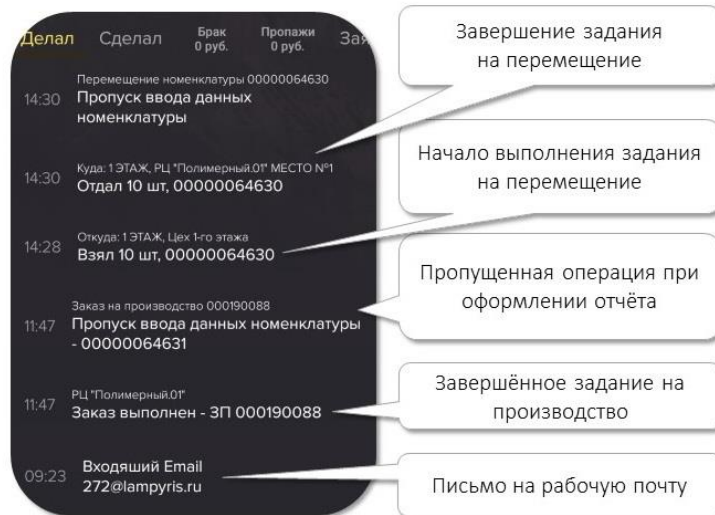 Делал Сделал Брак 0 руб. Пропажи 0 руб. Зая
Перемещение номенклатуры 00000064630
14:30 Пропуск ввода данных
номенклатуры
Куда: 1 ЭТАЖ, РЦ "Полимерный.01" МЕСТО №1
14:30 Отдал 10 шт, 00000064630
Откуда: 1 ЭТАЖ, Цех 1-го этажа
14:28 Взял 10 шт, 00000064630
Заказ на производство 000190088
11:47 Пропуск ввода данных номенклатуры
- 00000064631
РЦ "Полимерный.01"
11:47 Заказ выполнен - ЗП 000190088
Входяший Email
09:23 272@lampyris.ru
Завершение задания
на перемещение
Начало выполнения задания
на перемещение
Пропущенная операция при
оформлении отчёта
Завершённое задание на
производство
Письмо на рабочую почту